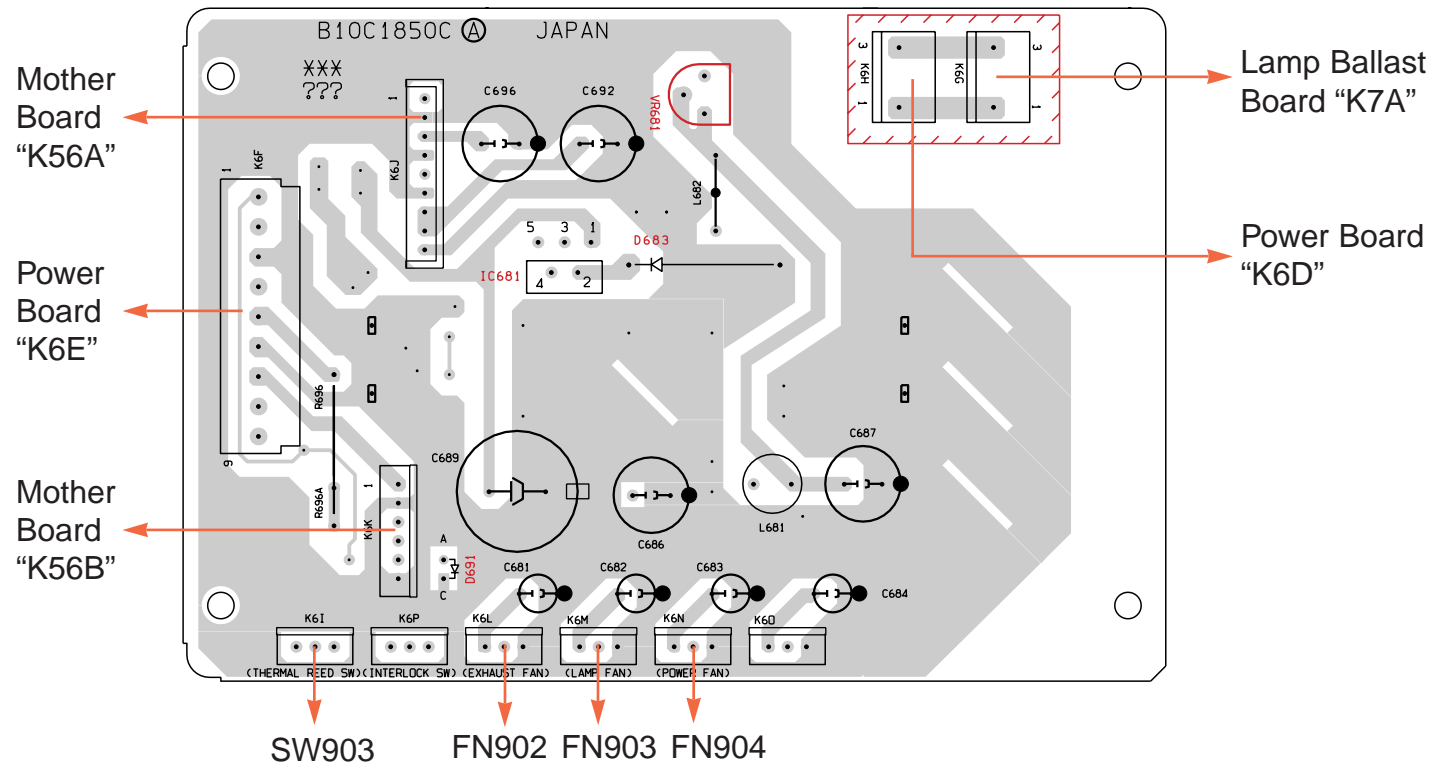 B10C1850C A JAPAN
***
???
Mother
Board
“K56A”
Power
Board
“K6E”
Mother
Board
“K56B”
Lamp Ballast
Board “K7A”
Power Board
“K6D”
1
K6J
C696
C692
VR681
3
K6H
1
K6G
3
1
1
K6F
9
L682
5 3 1
D683
IC681
4 2
R696
R696A
C689
C687
1
K6K
A
D691
C
C686
L681
C681
C682
C683
C684
K6I
K6P
K6L
K6M
K6N
K6O
(THERMAL REED SW)
(INTERLOCK SW)
(EXHAUST FAN)
(LAMP FAN)
(POWER FAN)
SW903
FN902
FN903
FN904